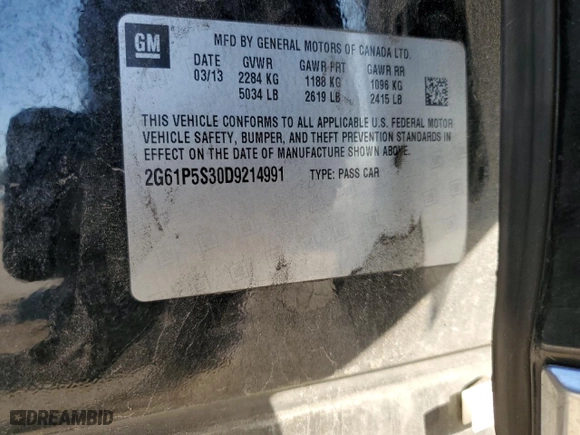 GM
MFD BY GENERAL MOTORS OF CANADA LTD.
DATE GVWR GAWR FRT GAWR RR
03/13 2284 KG 1188 KG 1096 KG
5034 LB 2619 LB 2415 LB
THIS VEHICLE CONFORMS TO ALL APPLICABLE U.S. FEDERAL MOTOR
VEHICLE SAFETY, BUMPER, AND THEFT PREVENTION STANDARDS IN
EFFECT ON THE DATE OF MANUFACTURE SHOWN ABOVE.
2G61P5S30D9214991 TYPE: PASS CAR
DREAMBID